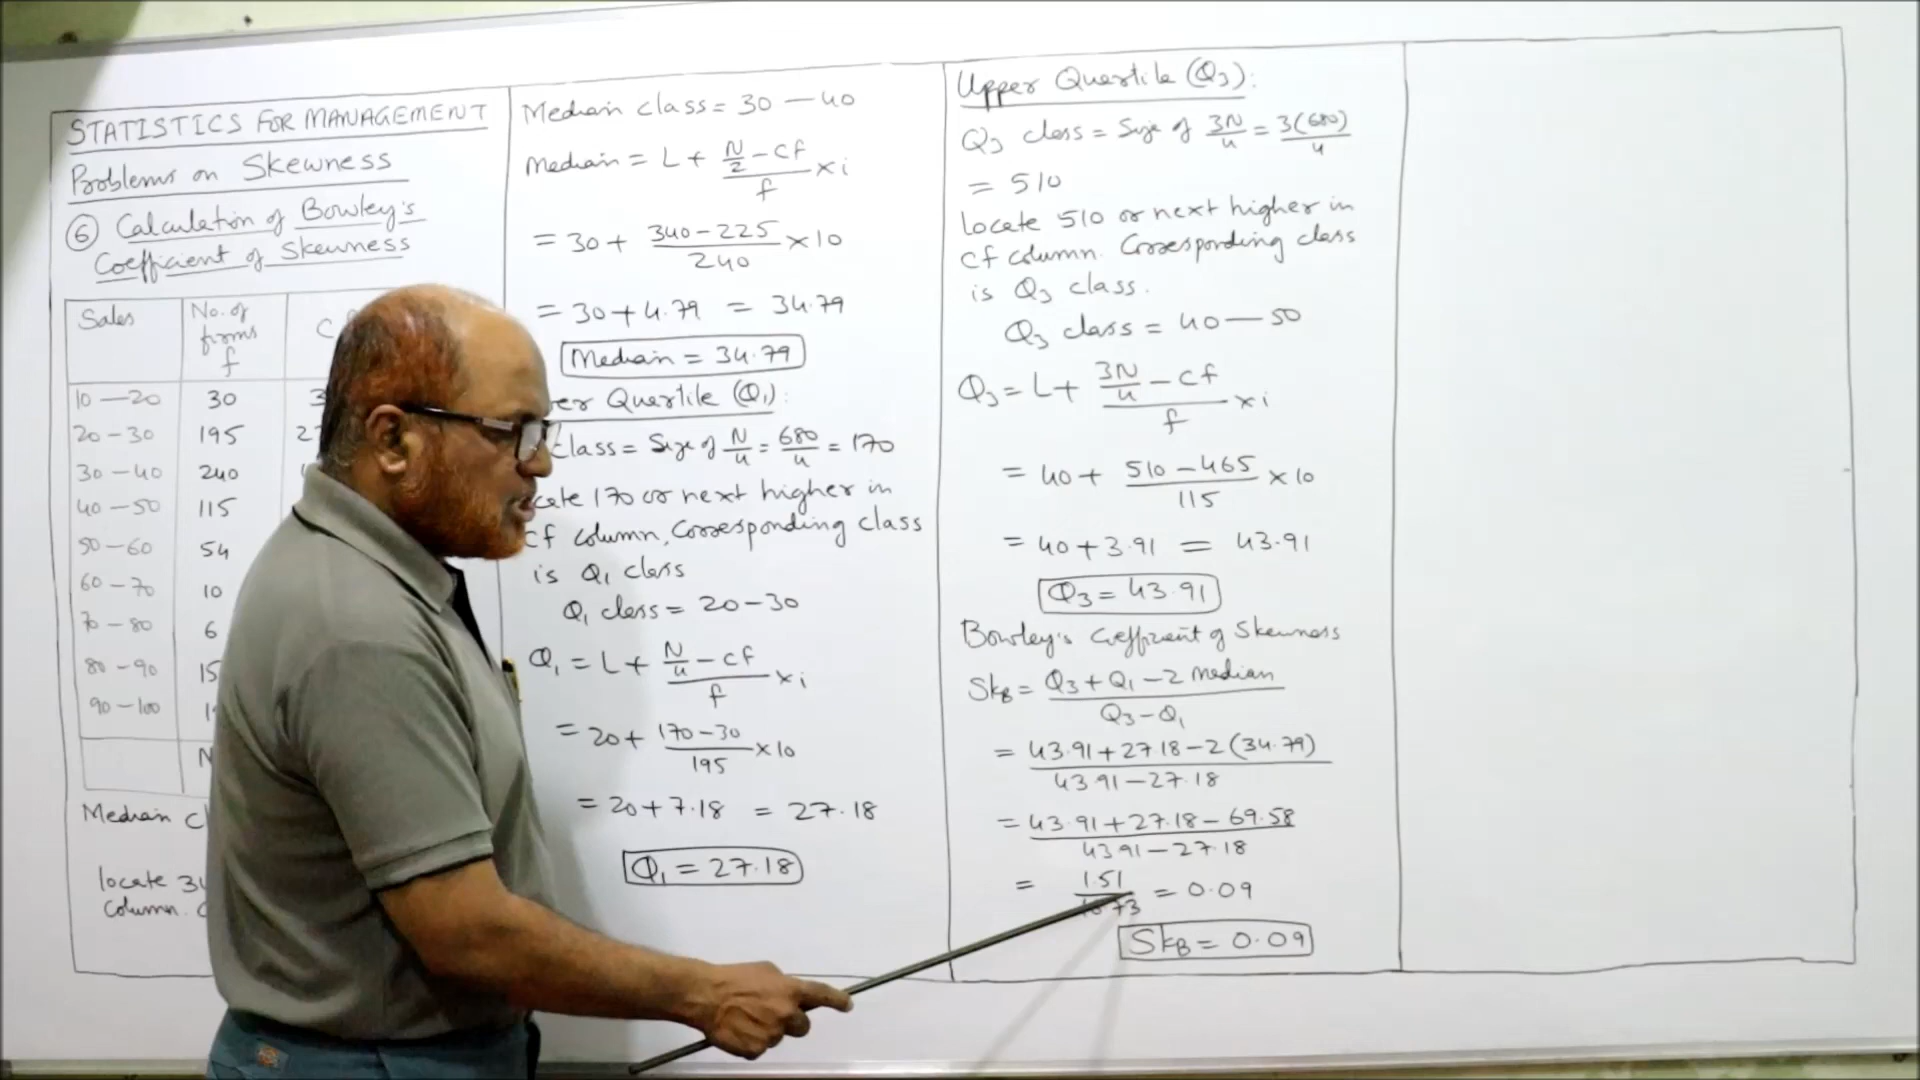 STATISTICS FOR MANAGEMENT
Problems on Skewness
⑥ Calculation of Bowley's
Coefficient of Skewness
Sales No. of firms f C
10 — 20 30 3
20 - 30 195 2
30 - 40 240
40 - 50 115
50 - 60 54
60 - 70 10
70 - 80 6
80 - 90 15
90 - 100 1
N
Median c
locate 34
column.
Median class = 30 — 40
Median = L + (N/2 - cf)/f × i
= 30 + (340 - 225)/240 × 10
= 30 + 4.79 = 34.79
Median = 34.79
er Quartile (Q₁):
class = Size of N/4 = 680/4 = 170
cate 170 or next higher in
cf column, Corresponding class
is Q₁ class
Q₁ class = 20 - 30
Q₁ = L + (N/4 - cf)/f × i
= 20 + (170 - 30)/195 × 10
= 20 + 7.18 = 27.18
Q₁ = 27.18
Upper Quartile (Q₃):
Q₃ class = Size of 3N/4 = 3(680)/4
= 510
Locate 510 or next higher in
cf column. Corresponding class
is Q₃ class.
Q₃ class = 40 — 50
Q₃ = L + (3N/4 - cf)/f × i
= 40 + (510 - 465)/115 × 10
= 40 + 3.91 = 43.91
Q₃ = 43.91
Bowley's Coefficient of Skewness
SkB = (Q₃ + Q₁ - 2 median)/(Q₃ - Q₁)
= (43.91 + 27.18 - 2(34.79))/(43.91 - 27.18)
= (43.91 + 27.18 - 69.58)/(43.91 - 27.18)
= 1.51/16.73 = 0.09
SkB = 0.09